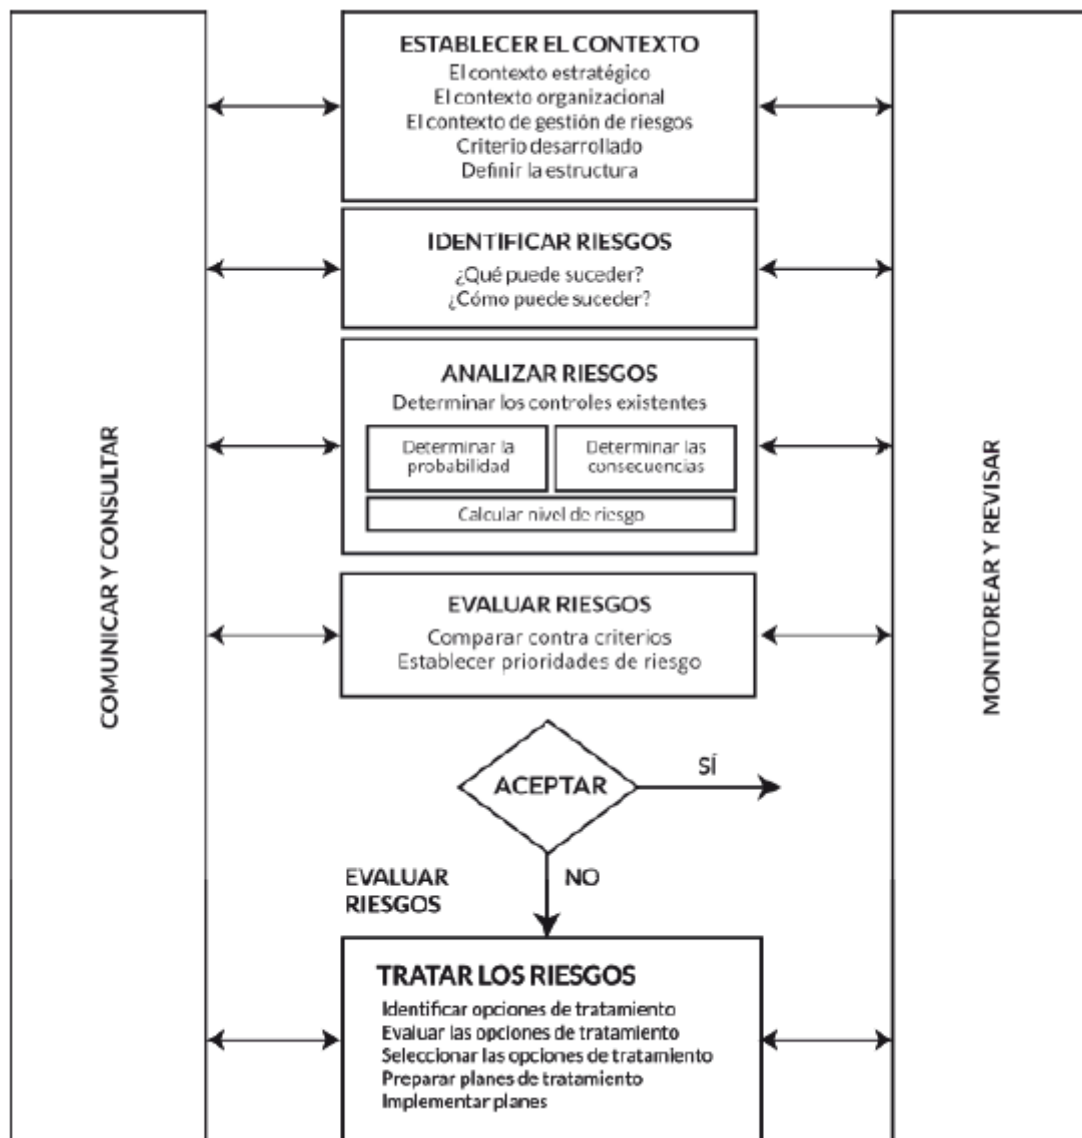 ESTABLECER EL CONTEXTO
El contexto estratégico
El contexto organizacional
El contexto de gestión de riesgos
Criterio desarrollado
Definir la estructura
IDENTIFICAR RIESGOS
¿Qué puede suceder?
¿Cómo puede suceder?
ANALIZAR RIESGOS
Determinar los controles existentes
Determinar la
probabilidad
Determinar las
consecuencias
Calcular nivel de riesgo
COMUNICAR Y CONSULTAR
MONITOREAR Y REVISAR
EVALUAR RIESGOS
Comparar contra criterios
Establecer prioridades de riesgo
ACEPTAR
SÍ
EVALUAR
RIESGOS
NO
TRATAR LOS RIESGOS
Identificar opciones de tratamiento
Evaluar las opciones de tratamiento
Seleccionar las opciones de tratamiento
Preparar planes de tratamiento
Implementar planes